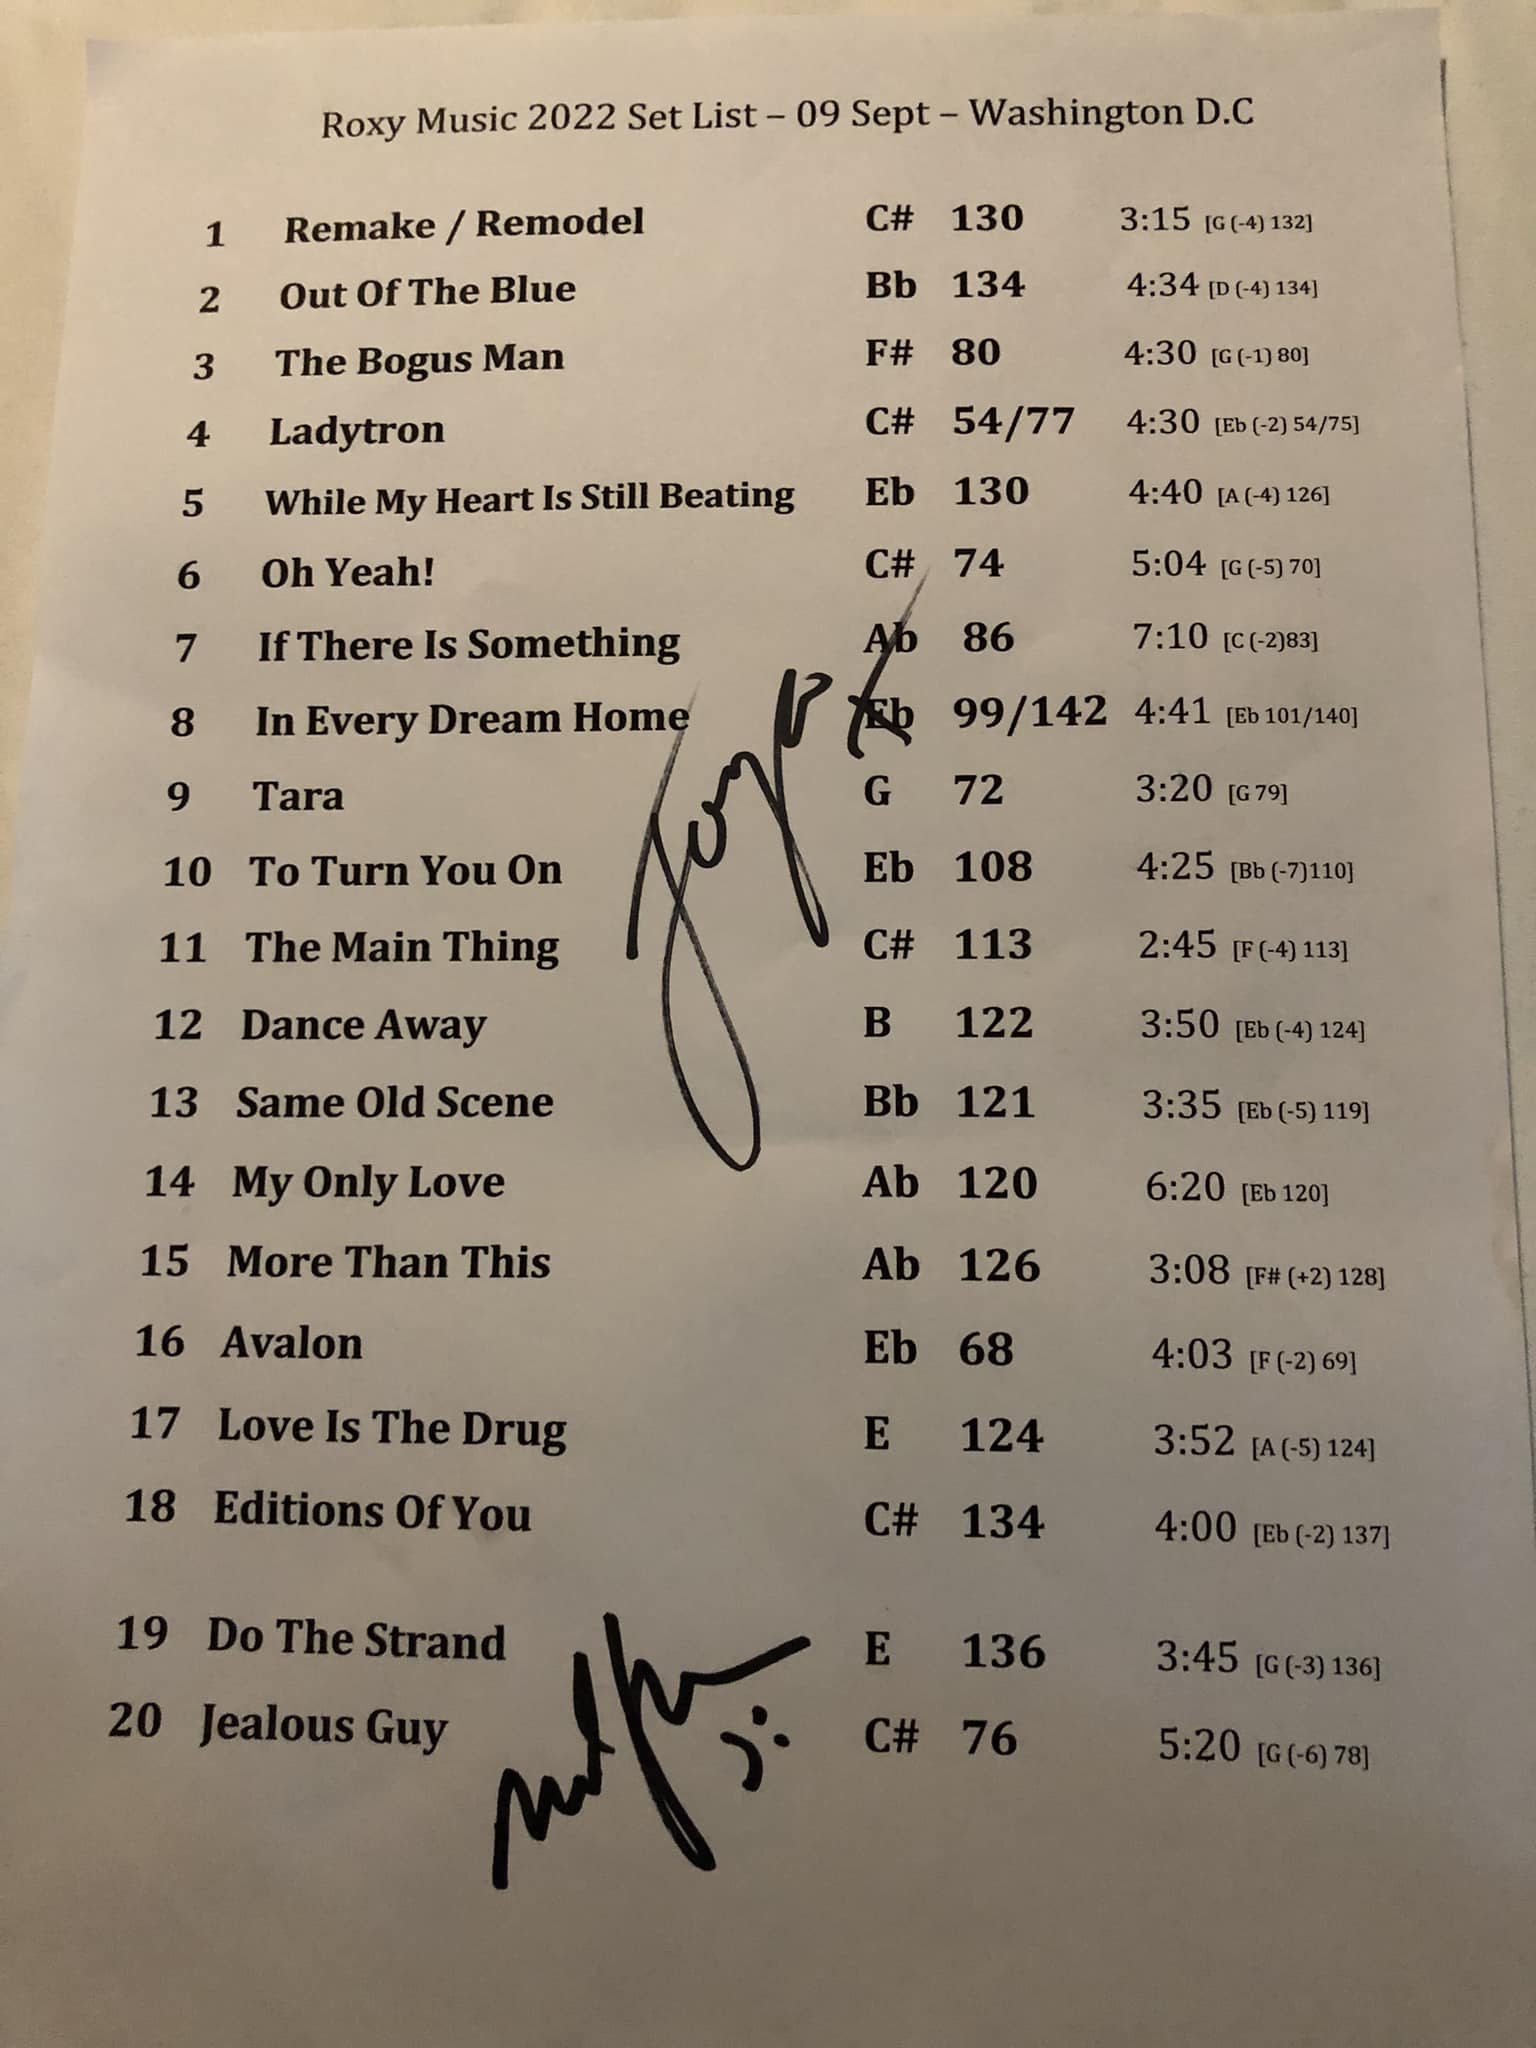 Roxy Music 2022 Set List – 09 Sept – Washington D.C
1 Remake / Remodel C# 130 3:15 [G (-4) 132]
2 Out Of The Blue Bb 134 4:34 [D (-4) 134]
3 The Bogus Man F# 80 4:30 [G (-1) 80]
4 Ladytron C# 54/77 4:30 [Eb (-2) 54/75]
5 While My Heart Is Still Beating Eb 130 4:40 [A (-4) 126]
6 Oh Yeah! C# 74 5:04 [G (-5) 70]
7 If There Is Something Ab 86 7:10 [C (-2)83]
8 In Every Dream Home Eb 99/142 4:41 [Eb 101/140]
9 Tara G 72 3:20 [G 79]
10 To Turn You On Eb 108 4:25 [Bb (-7)110]
11 The Main Thing C# 113 2:45 [F (-4) 113]
12 Dance Away B 122 3:50 [Eb (-4) 124]
13 Same Old Scene Bb 121 3:35 [Eb (-5) 119]
14 My Only Love Ab 120 6:20 [Eb 120]
15 More Than This Ab 126 3:08 [F# (+2) 128]
16 Avalon Eb 68 4:03 [F (-2) 69]
17 Love Is The Drug E 124 3:52 [A (-5) 124]
18 Editions Of You C# 134 4:00 [Eb (-2) 137]
19 Do The Strand E 136 3:45 [G (-3) 136]
20 Jealous Guy C# 76 5:20 [G (-6) 78]